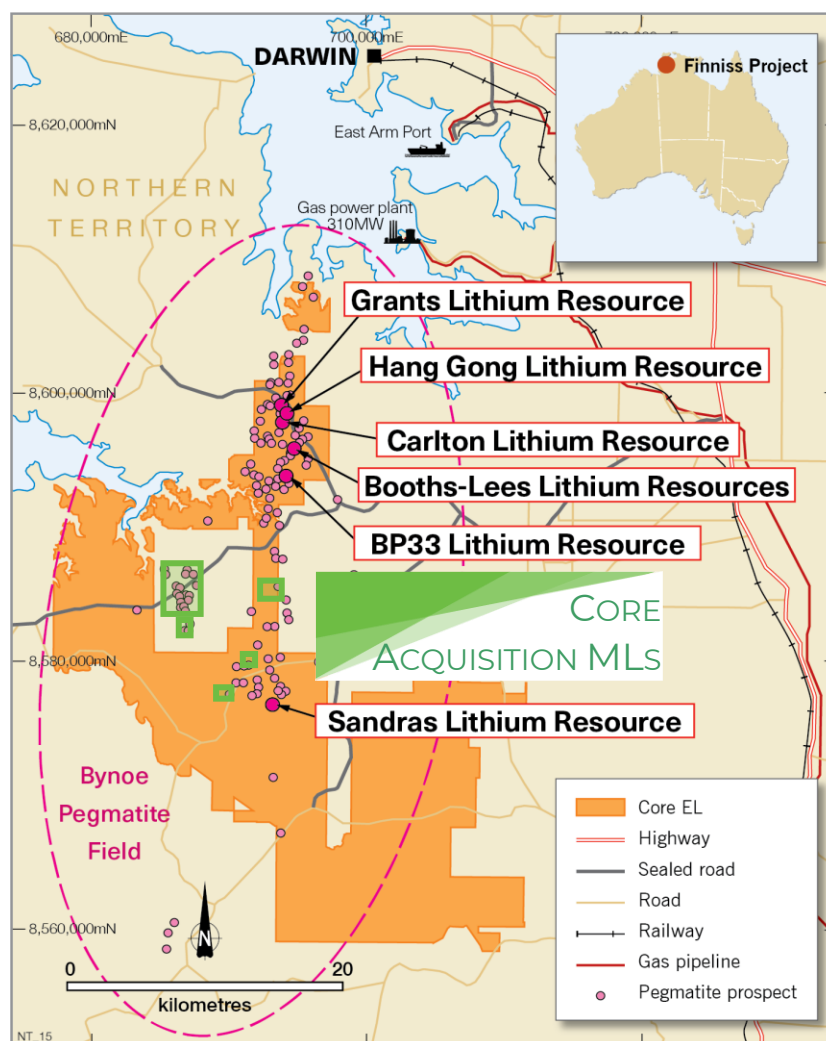 680,000mE
700,000mE
DARWIN
Finniss Project
8,620,000mN
East Arm Port
NORTHERN
TERRITORY
Gas power plant
310MW
Grants Lithium Resource
Hang Gong Lithium Resource
8,600,000mN
Carlton Lithium Resource
Booths-Lees Lithium Resources
BP33 Lithium Resource
CORE
ACQUISITION MLS
8,580,000mN
Sandras Lithium Resource
Bynoe
Pegmatite
Field
Core EL
Highway
Sealed road
Road
Railway
Gas pipeline
Pegmatite prospect
8,560,000mN
N
0 20
kilometres
NT_15